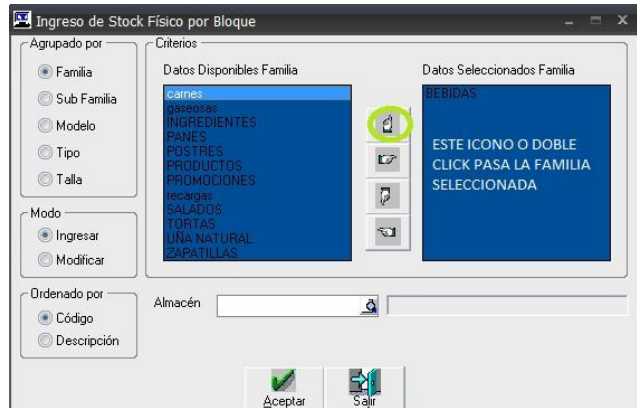 Ingreso de Stock Físico por Bloque
Agrupado por
Familia
Sub Familia
Modelo
Tipo
Talla
Modo
Ingresar
Modificar
Ordenado por
Código
Descripción
Criterios
Datos Disponibles Familia
carnes
gaseosas
INGREDIENTES
PANES
POSTRES
PRODUCTOS
PROMOCIONES
recargas
SALADOS
TORTAS
UÑA NATURAL
ZAPATILLAS
Datos Seleccionados Familia
BEBIDAS
ESTE ICONO O DOBLE
CLICK PASA LA FAMILIA
SELECCIONADA
Almacén
Aceptar
Salir